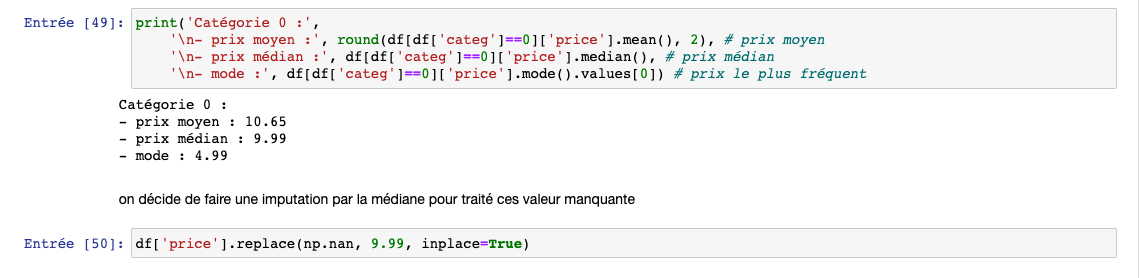 Entrée [49]: print('Catégorie 0 :',
'\n- prix moyen :', round(df[df['categ']==0]['price'].mean(), 2), # prix moyen
'\n- prix médian :', df[df['categ']==0]['price'].median(), # prix médian
'\n- mode :', df[df['categ']==0]['price'].mode().values[0]) # prix le plus fréquent
Catégorie 0 :
- prix moyen : 10.65
- prix médian : 9.99
- mode : 4.99
on décide de faire une imputation par la médiane pour traité ces valeur manquante
Entrée [50]: df['price'].replace(np.nan, 9.99, inplace=True)